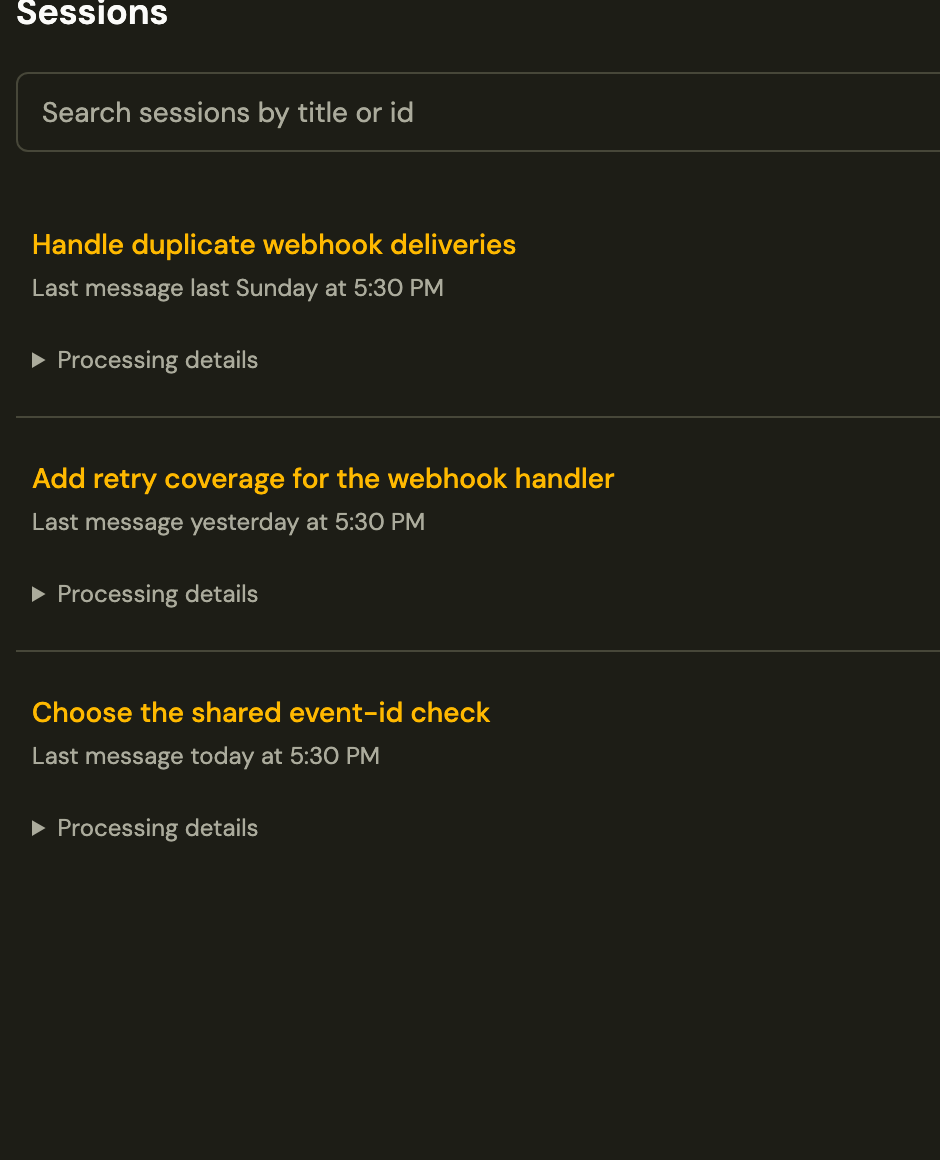 Sessions
Search sessions by title or id
Handle duplicate webhook deliveries
Last message last Sunday at 5:30 PM
Processing details
Add retry coverage for the webhook handler
Last message yesterday at 5:30 PM
Processing details
Choose the shared event-id check
Last message today at 5:30 PM
Processing details